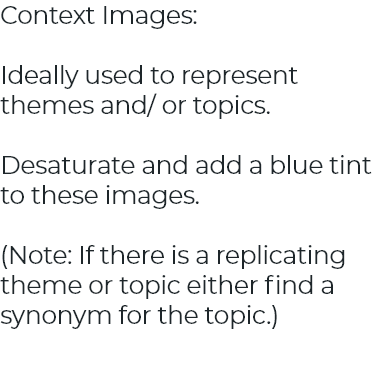 Context Images:
Ideally used to represent
themes and/ or topics.
Desaturate and add a blue tint
to these images.
(Note: If there is a replicating
theme or topic either find a
synonym for the topic.)